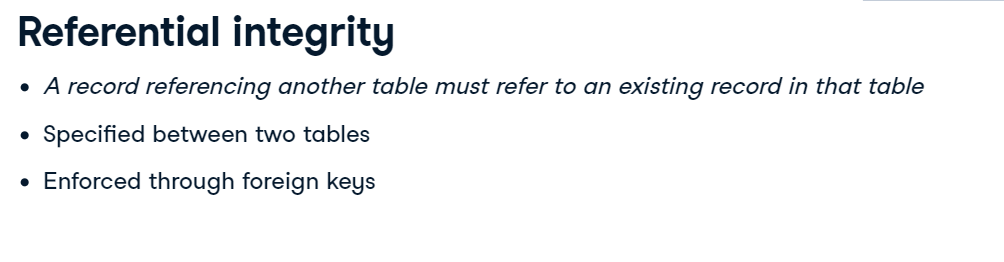 Referential integrity
• A record referencing another table must refer to an existing record in that table
• Specified between two tables
• Enforced through foreign keys